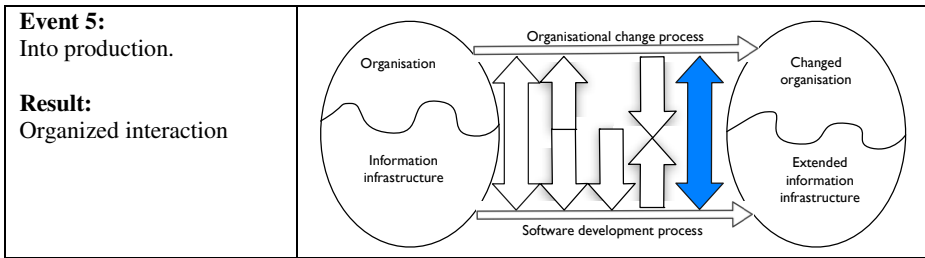 Event 5:
Into production.
Result:
Organized interaction
Organisational change process
Organisation
Changed
organisation
Information
infrastructure
Extended
information
infrastructure
Software development process